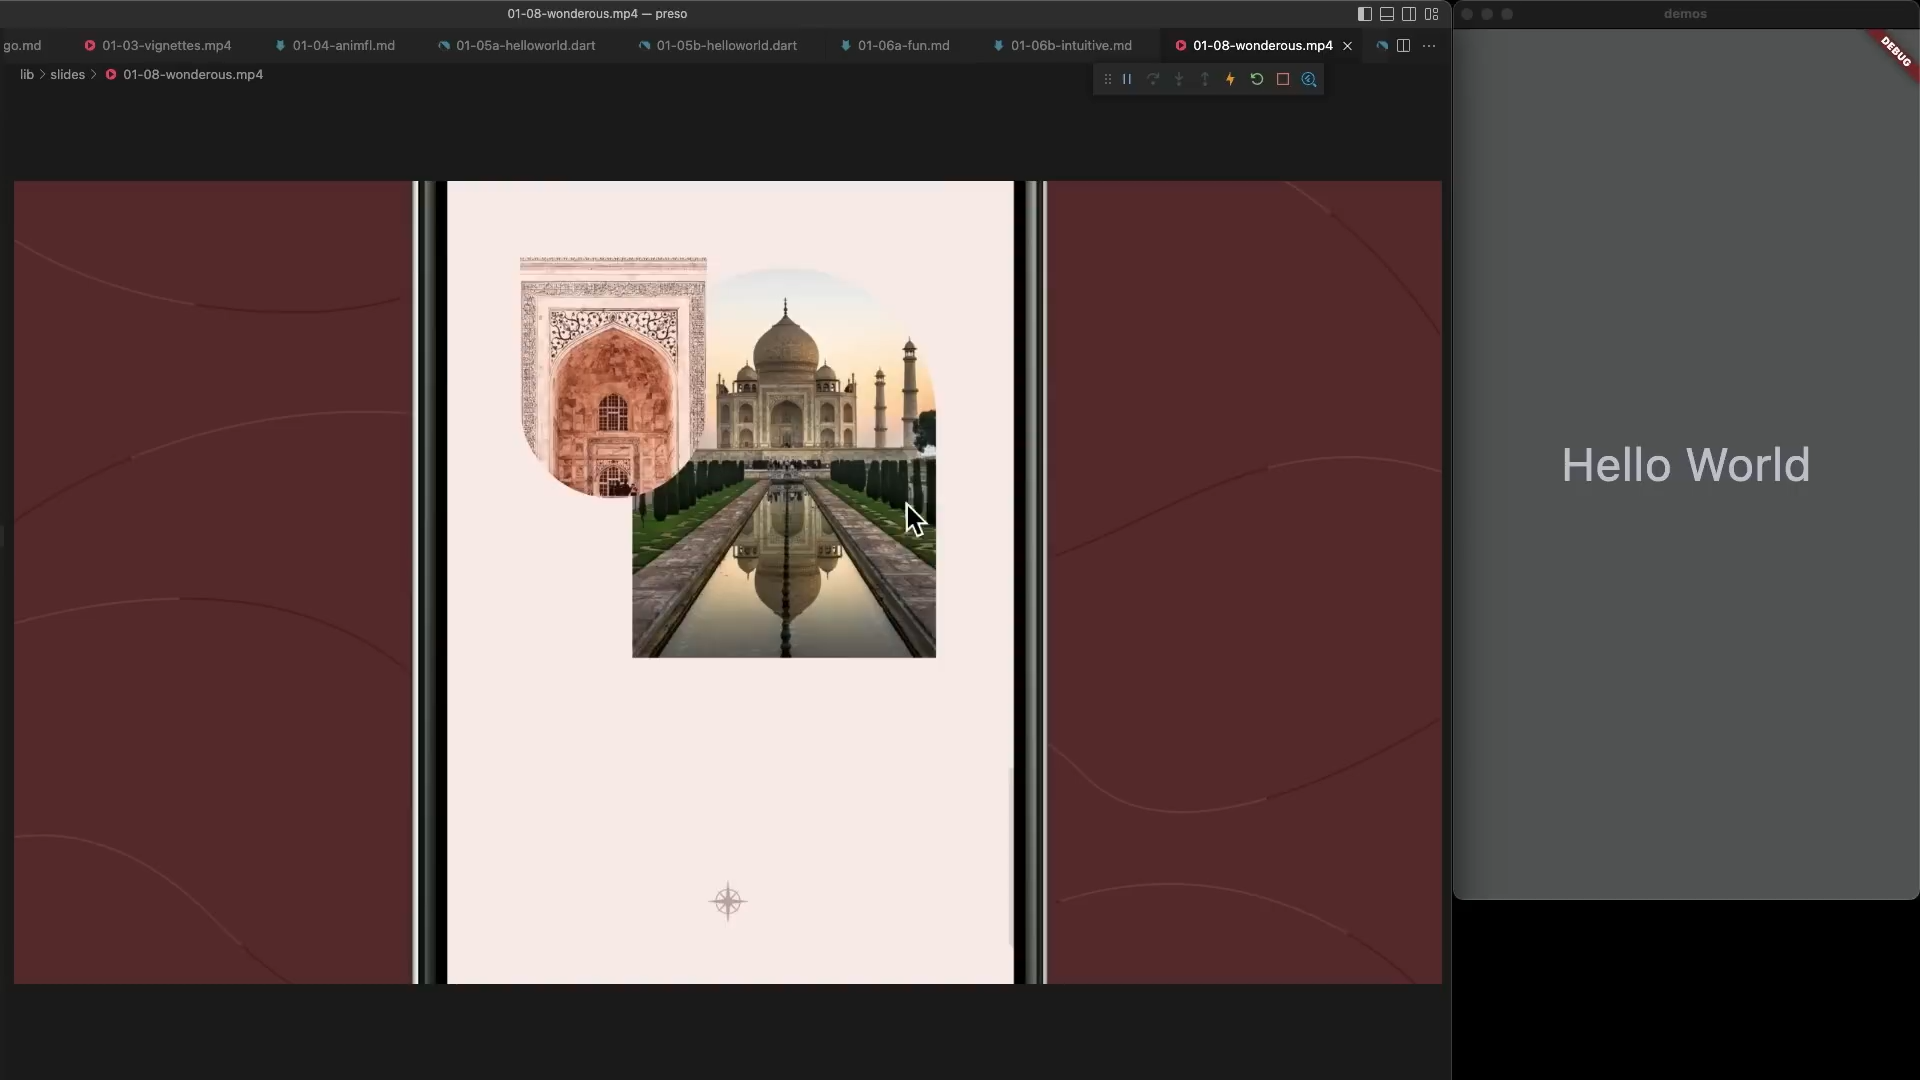 01-08-wonderous.mp4 — preso
demos
go.md
01-03-vignettes.mp4
01-04-animfl.md
01-05a-helloworld.dart
01-05b-helloworld.dart
01-06a-fun.md
01-06b-intuitive.md
01-08-wonderous.mp4
DEBUG
lib > slides > 01-08-wonderous.mp4
Hello World